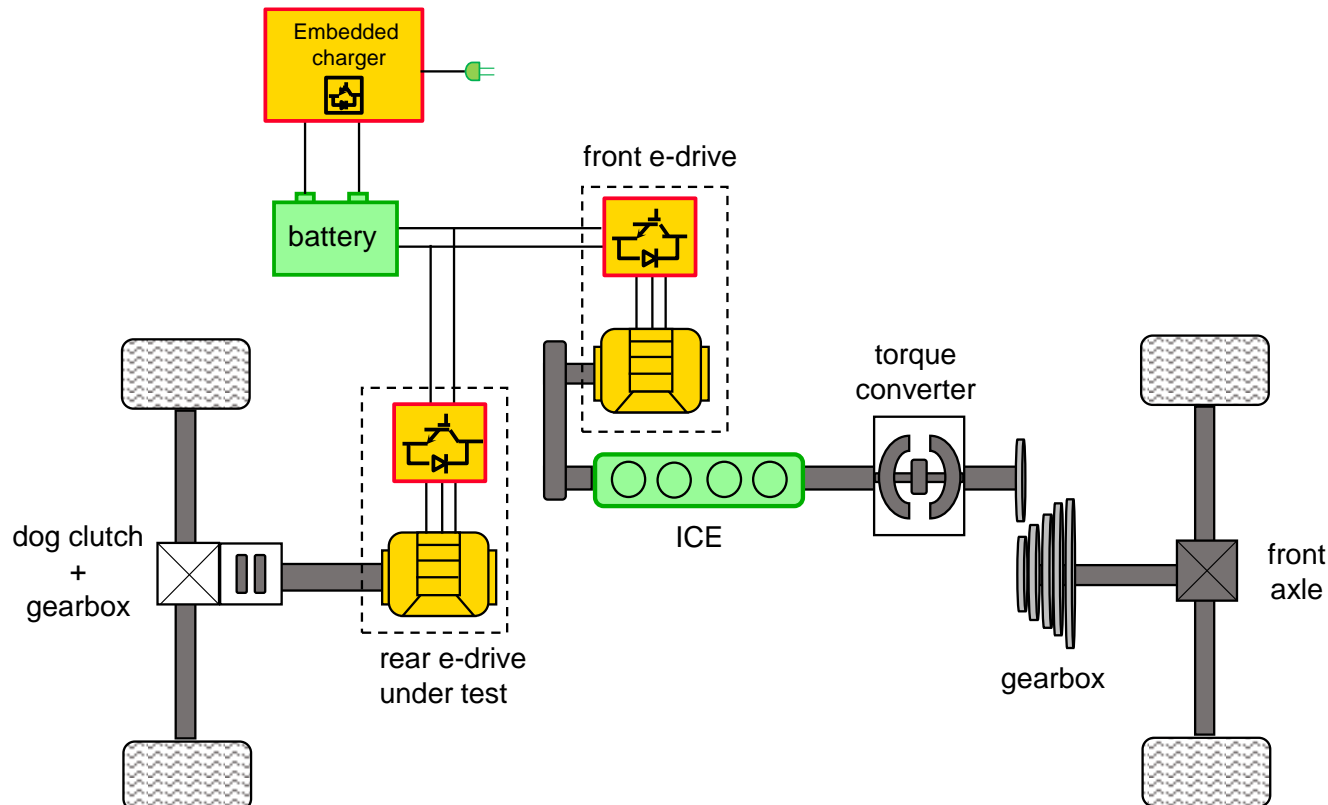 Embedded
charger
front e-drive
battery
torque
converter
ICE
dog clutch
+
gearbox
front
axle
rear e-drive
under test
gearbox